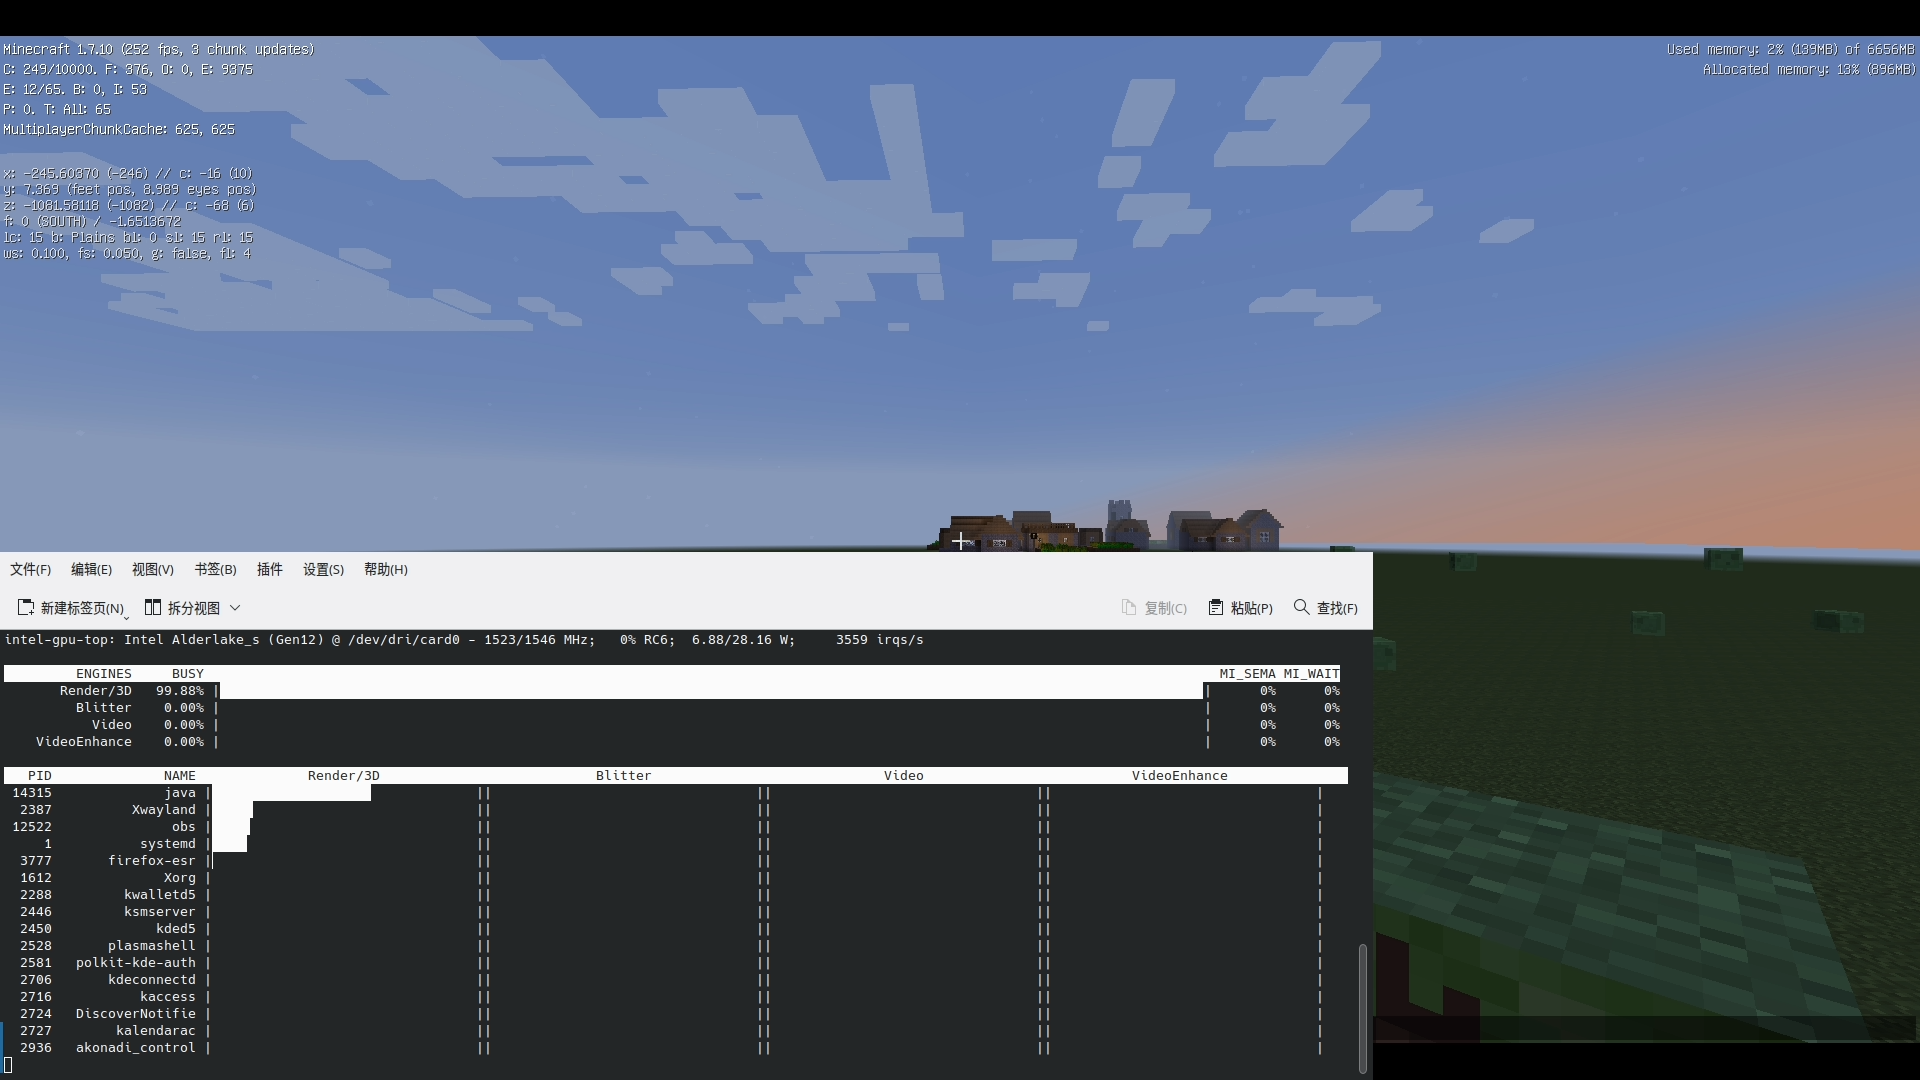 Minecraft 1.7.10 (252 fps, 3 chunk updates)
C: 249/10000. F: 376, O: 0, E: 9375
E: 12/65. B: 0, I: 53
P: 0. T: All: 65
MultiplayerChunkCache: 625, 625
x: -245.60370 (-246) // c: -16 (10)
y: 7.369 (feet pos, 8.989 eyes pos)
z: -1081.58118 (-1082) // c: -68 (6)
f: 0 (SOUTH) / -1.6513672
lc: 15 b: Plains bl: 0 sl: 15 rl: 15
ws: 0.100, fs: 0.050, g: false, fl: 4
Used memory: 2% (139MB) of 6656MB
Allocated memory: 13% (896MB)
文件(F) 编辑(E) 视图(V) 书签(B) 插件 设置(S) 帮助(H)
新建标签页(N) 拆分视图 复制(C) 粘贴(P) 查找(F)
intel-gpu-top: Intel Alderlake_s (Gen12) @ /dev/dri/card0 - 1523/1546 MHz; 0% RC6; 6.88/28.16 W; 3559 irqs/s
ENGINES BUSY MI_SEMA MI_WAIT
Render/3D 99.88% | | 0% 0%
Blitter 0.00% | | 0% 0%
Video 0.00% | | 0% 0%
VideoEnhance 0.00% | | 0% 0%
PID NAME Render/3D Blitter Video VideoEnhance
14315 java | || || || |
2387 Xwayland | || || || |
12522 obs | || || || |
1 systemd | || || || |
3777 firefox-esr | || || || |
1612 Xorg | || || || |
2288 kwalletd5 | || || || |
2446 ksmserver | || || || |
2450 kded5 | || || || |
2528 plasmashell | || || || |
2581 polkit-kde-auth | || || || |
2706 kdeconnectd | || || || |
2716 kaccess | || || || |
2724 DiscoverNotifie | || || || |
2727 kalendarac | || || || |
2936 akonadi_control | || || || |